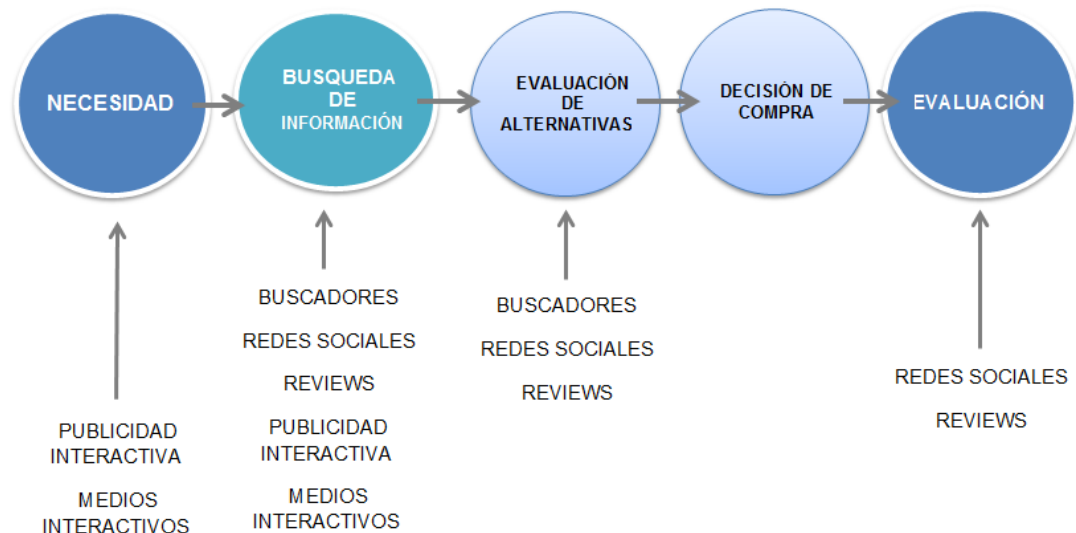 NECESIDAD
BUSQUEDA
DE
INFORMACIÓN
EVALUACIÓN
DE
ALTERNATIVAS
DECISIÓN DE
COMPRA
EVALUACIÓN
PUBLICIDAD
INTERACTIVA
MEDIOS
INTERACTIVOS
BUSCADORES
REDES SOCIALES
REVIEWS
PUBLICIDAD
INTERACTIVA
MEDIOS
INTERACTIVOS
BUSCADORES
REDES SOCIALES
REVIEWS
REDES SOCIALES
REVIEWS